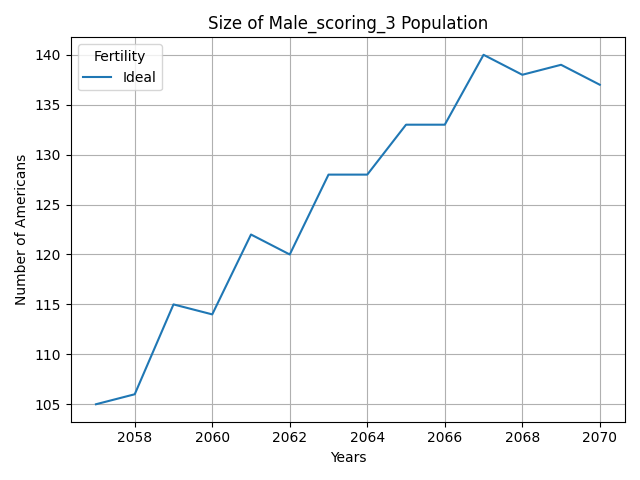 Size of Male_scoring_3 Population
Fertility
Ideal
Number of Americans
140
135
130
125
120
115
110
105
2058 2060 2062 2064 2066 2068 2070
Years